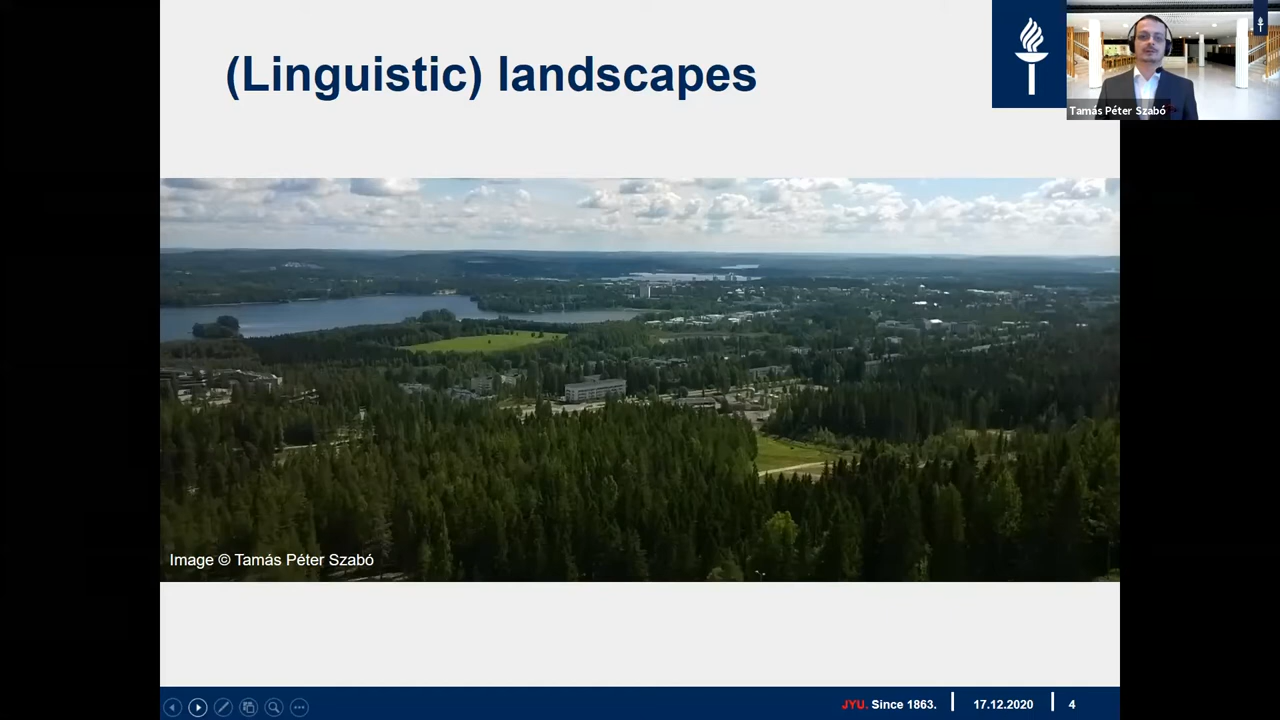 (Linguistic) landscapes
Tamás Péter Szabó
Image © Tamás Péter Szabó
JYU. Since 1863.
17.12.2020
4